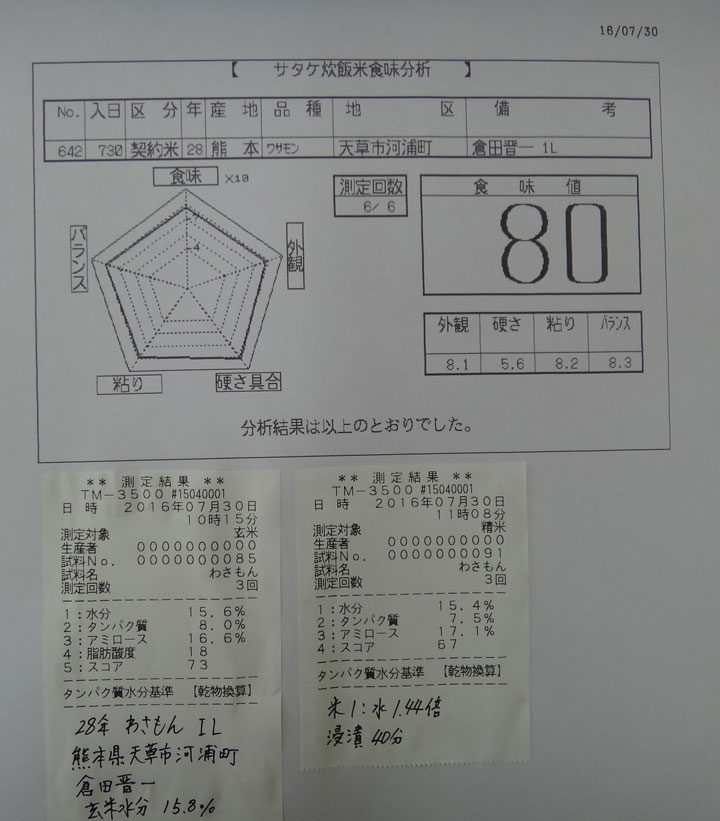 16/07/30
【 サタケ炊飯米食味分析 】
No. 入日 区分 年 産地 品種 地区 備考
642 730 契約米 28 熊本 ワサモン 天草市河浦町 倉田晋一 1L
食味 ×10
バランス
外観
粘り
硬さ具合
4
測定回数
6/ 6
食味値
80
外観 硬さ 粘り バランス
8.1 5.6 8.2 8.3
分析結果は以上のとおりでした。
** 測定結果 **
TM-3500 #15040001
日時 2016年07月30日
10時15分
測定対象 玄米
生産者 0000000000
試料No. 0000000085
試料名 わさもん
測定回数 3回
1:水分 15.6%
2:タンパク質 8.0%
3:アミロース 16.6%
4:脂肪酸度 18
5:スコア 73
タンパク質水分基準 【乾物換算】
28年 わさもん 1L
熊本県天草市河浦町
倉田晋一
玄米水分 15.8%
** 測定結果 **
TM-3500 #15040001
日時 2016年07月30日
11時08分
測定対象 精米
生産者 0000000000
試料No. 0000000091
試料名 わさもん
測定回数 3回
1:水分 15.4%
2:タンパク質 7.5%
3:アミロース 17.1%
4:スコア 67
タンパク質水分基準 【乾物換算】
米1:水1.44倍
浸漬 40分